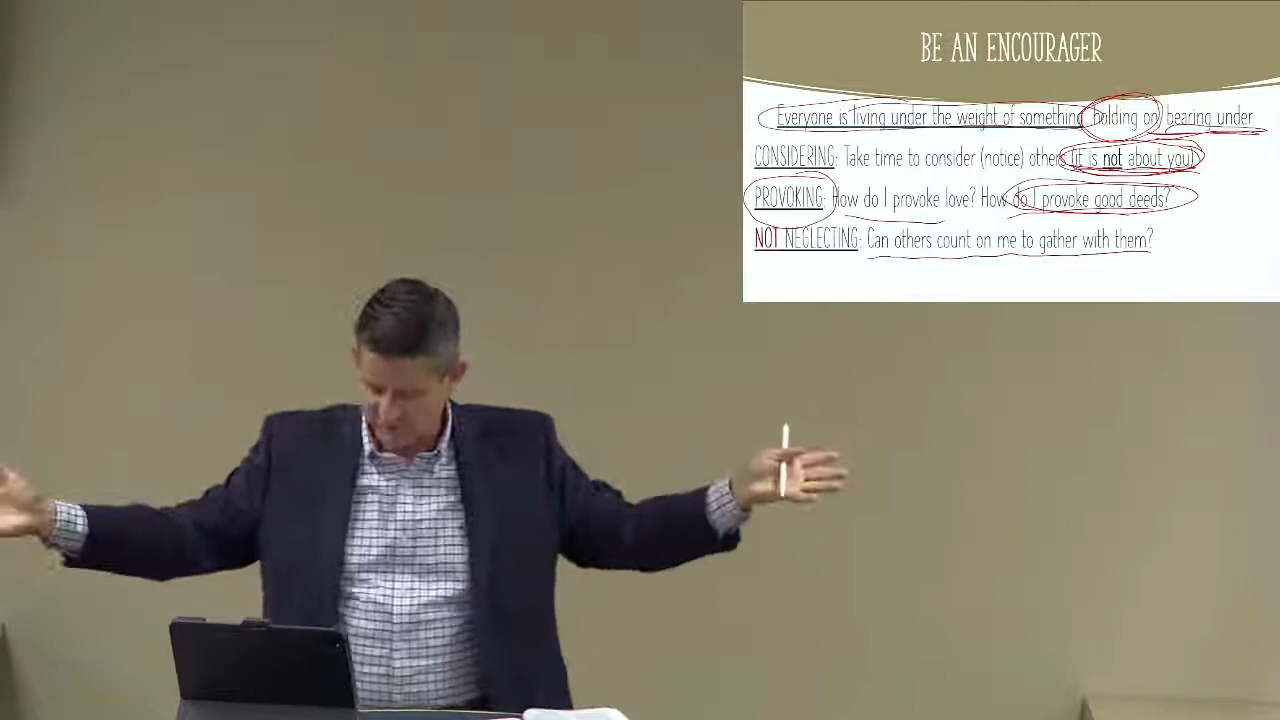 BE AN ENCOURAGER
Everyone is living under the weight of something holding on bearing under
CONSIDERING: Take time to consider (notice) others (it is not about you)
PROVOKING: How do I provoke love? How do I provoke good deeds?
NOT NEGLECTING: Can others count on me to gather with them?